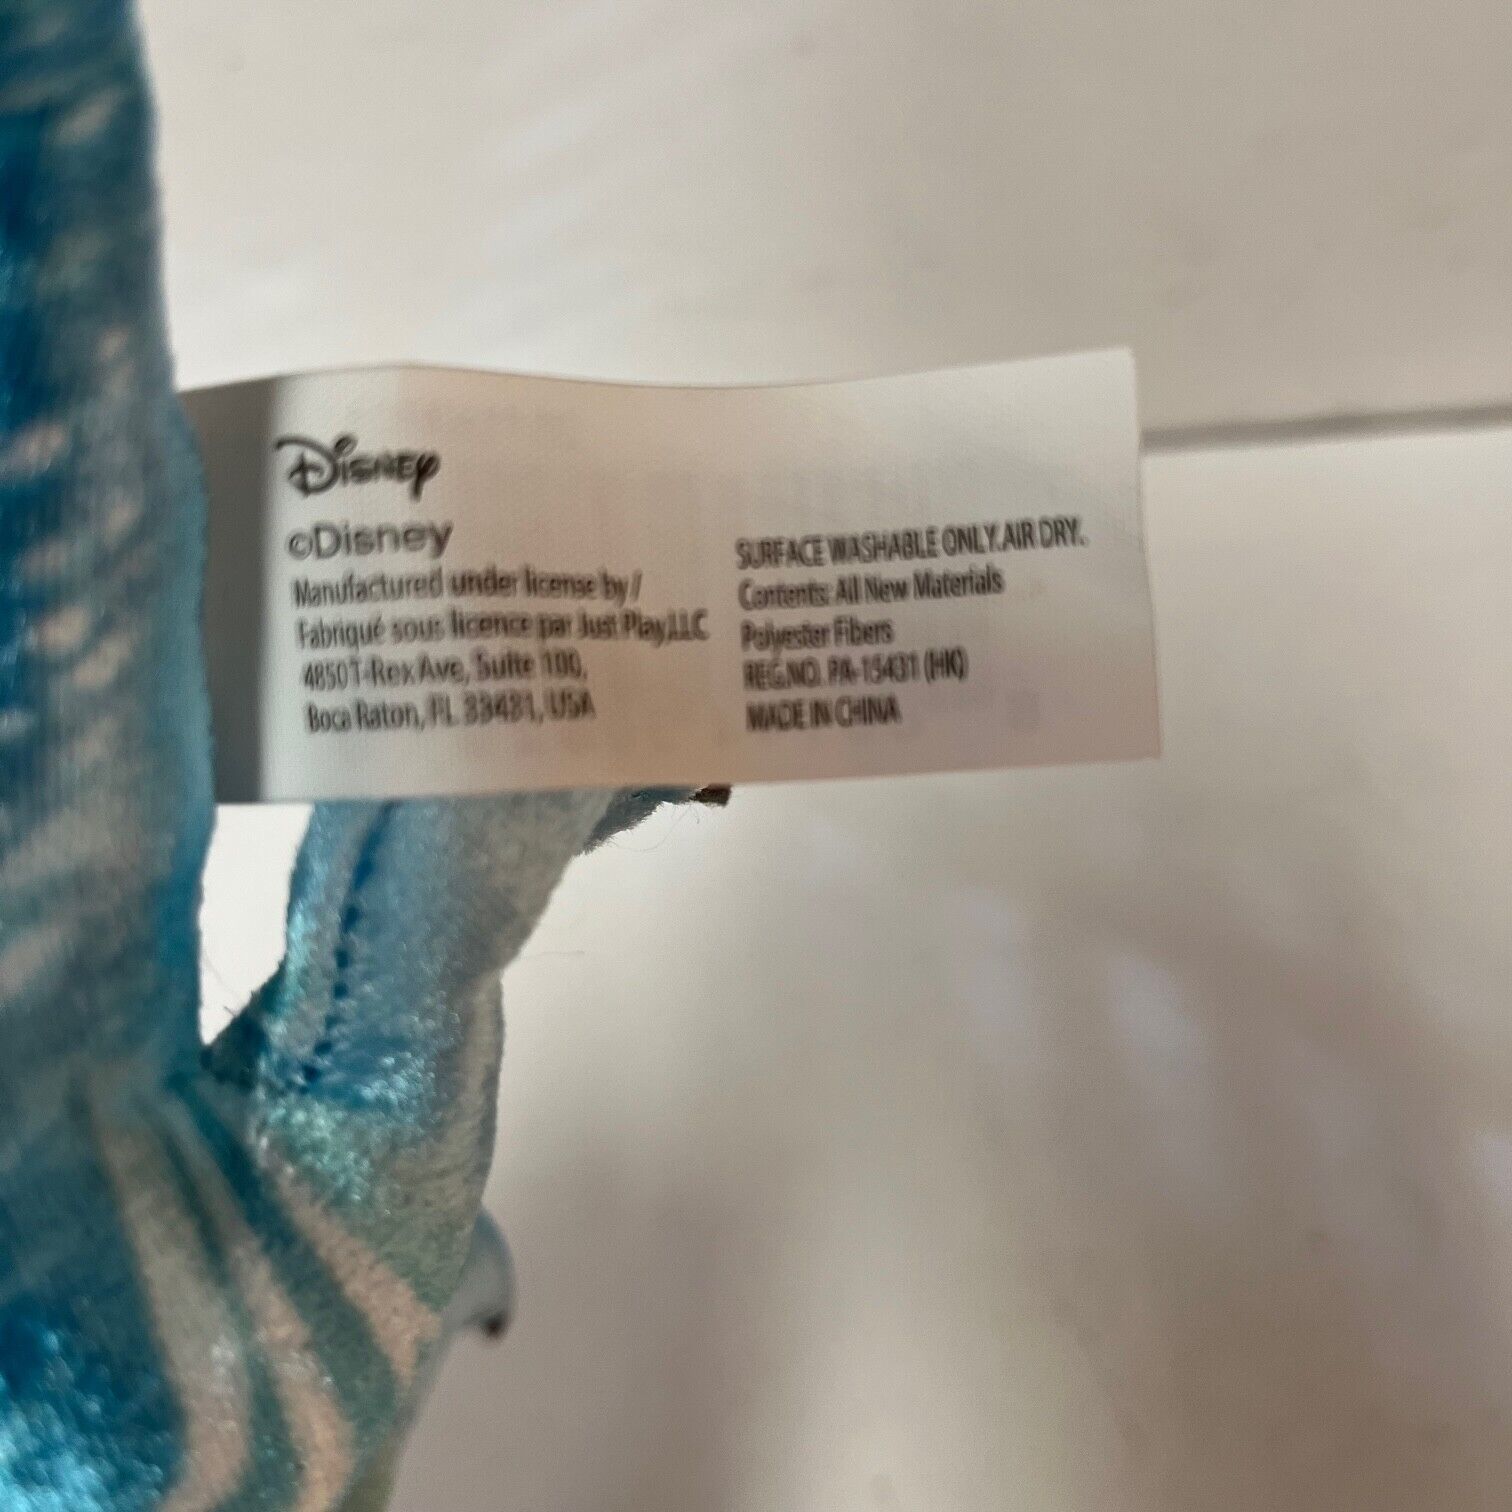 Disney
©Disney
Manufactured under license by/
Fabriqué sous licence par Just Play,LLC
4850 T-Rex Ave, Suite 100,
Boca Raton, FL 33431, USA
SURFACE WASHABLE ONLY.AIR DRY.
Contents: All New Materials
Polyester Fibers
REG.NO. PA-15431 (HK)
MADE IN CHINA